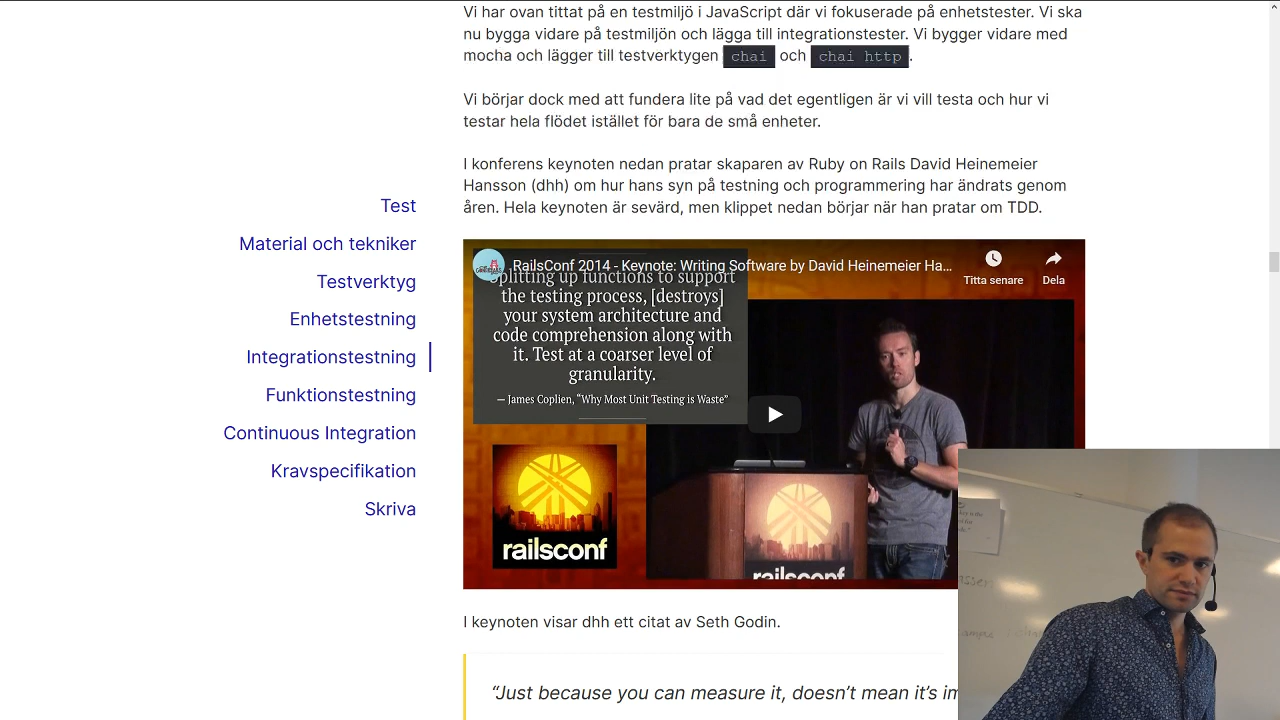 Vi har ovan tittat på en testmiljö i JavaScript där vi fokuserade på enhetstester. Vi ska
nu bygga vidare på testmiljön och lägga till integrationstester. Vi bygger vidare med
mocha och lägger till testverktygen chai och chai http.
Vi börjar dock med att fundera lite på vad det egentligen är vi vill testa och hur vi
testar hela flödet istället för bara de små enheter.
I konferens keynoten nedan pratar skaparen av Ruby on Rails David Heinemeier
Hansson (dhh) om hur hans syn på testning och programmering har ändrats genom
åren. Hela keynoten är sevärd, men klippet nedan börjar när han pratar om TDD.
Test
Material och tekniker
Testverktyg
Enhetstestning
Integrationstestning
Funktionstestning
Continuous Integration
Kravspecifikation
Skriva
RailsConf 2014 - Keynote: Writing Software by David Heinemeier Ha...
Titta senare
Dela
Splitting up functions to support
the testing process, [destroys]
your system architecture and
code comprehension along with
it. Test at a coarser level of
granularity.
— James Coplien, “Why Most Unit Testing is Waste”
railsconf
railsconf
I keynoten visar dhh ett citat av Seth Godin.
“Just because you can measure it, doesn’t mean it’s im